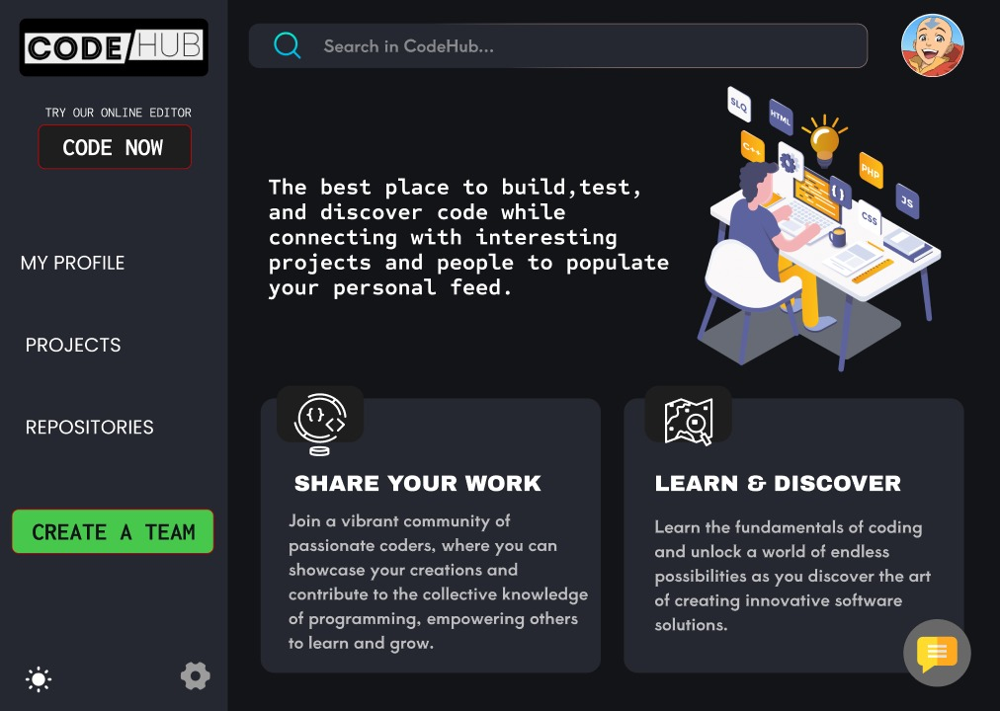 CODE/HUB
Search in CodeHub...
TRY OUR ONLINE EDITOR
CODE NOW
MY PROFILE
PROJECTS
REPOSITORIES
CREATE A TEAM
The best place to build,test,
and discover code while
connecting with interesting
projects and people to populate
your personal feed.
SLQ
HTML
C++
PHP
{ }
JS
CSS
{ }
< >
SHARE YOUR WORK
Join a vibrant community of
passionate coders, where you can
showcase your creations and
contribute to the collective knowledge
of programming, empowering others
to learn and grow.
LEARN & DISCOVER
Learn the fundamentals of coding
and unlock a world of endless
possibilities as you discover the art
of creating innovative software
solutions.